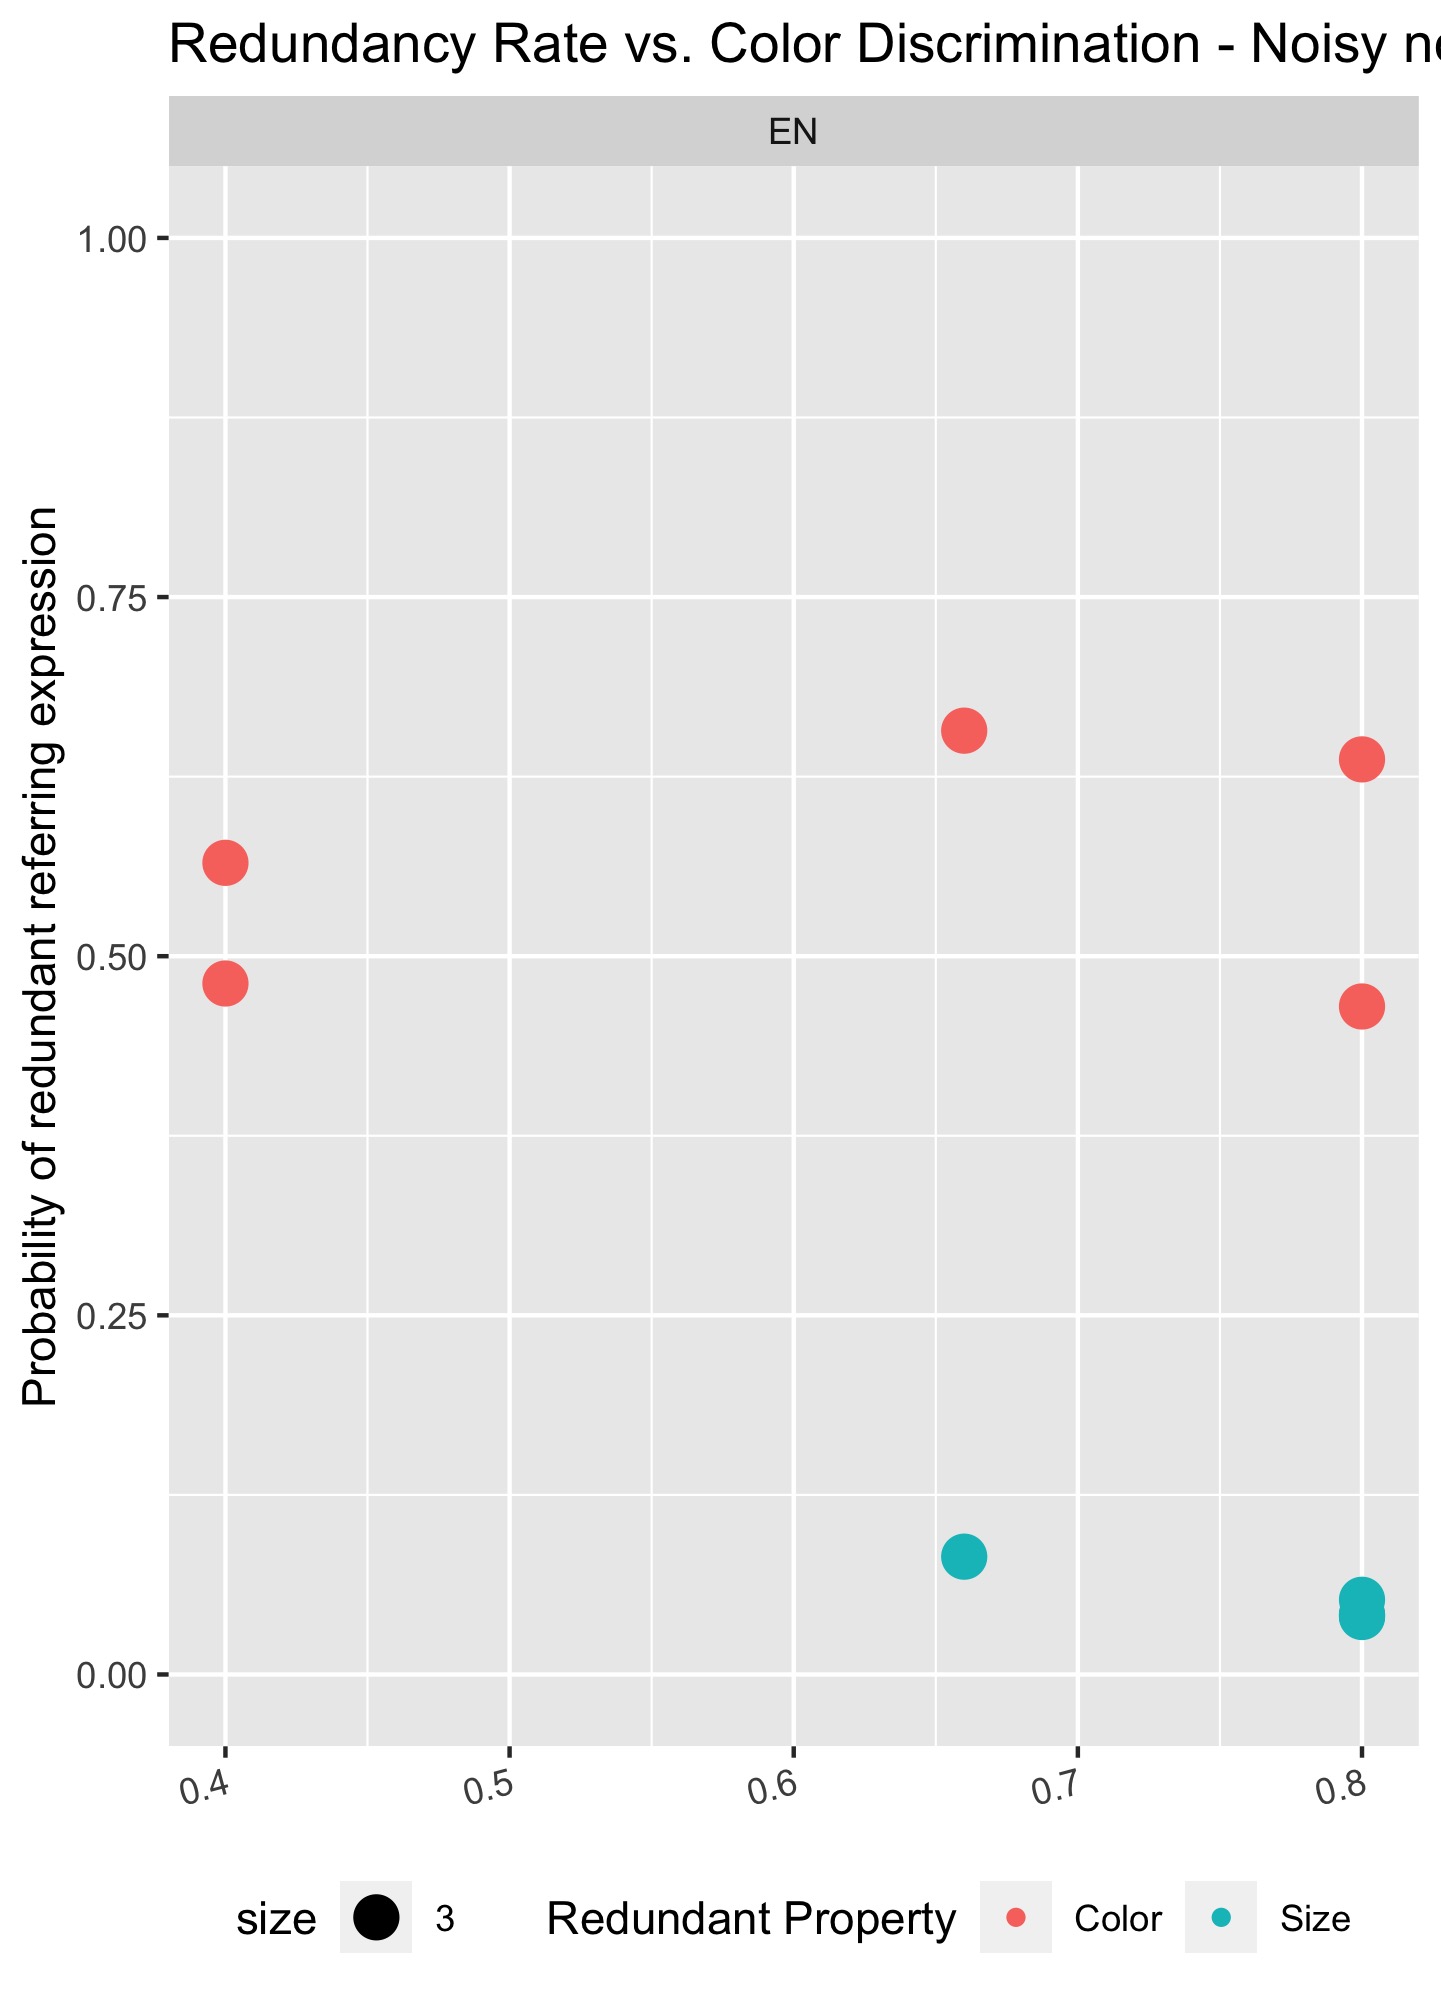 Redundancy Rate vs. Color Discrimination - Noisy
EN
Probability of redundant referring expression
1.00
0.75
0.50
0.25
0.00
0.4 0.5 0.6 0.7 0.8
size 3 Redundant Property Color Size